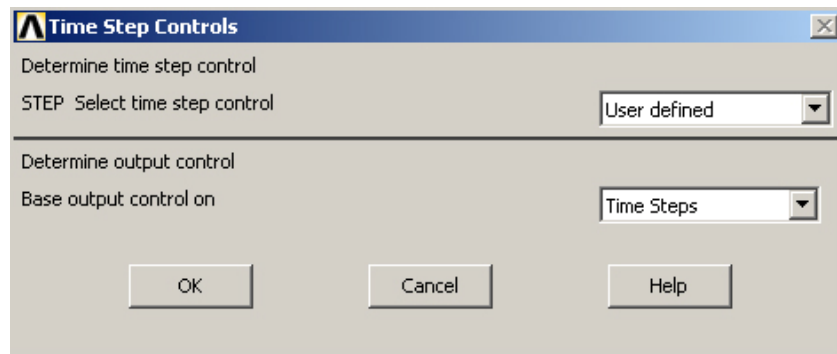 Time Step Controls
Determine time step control
STEP Select time step control User defined
Determine output control
Base output control on Time Steps
OK Cancel Help